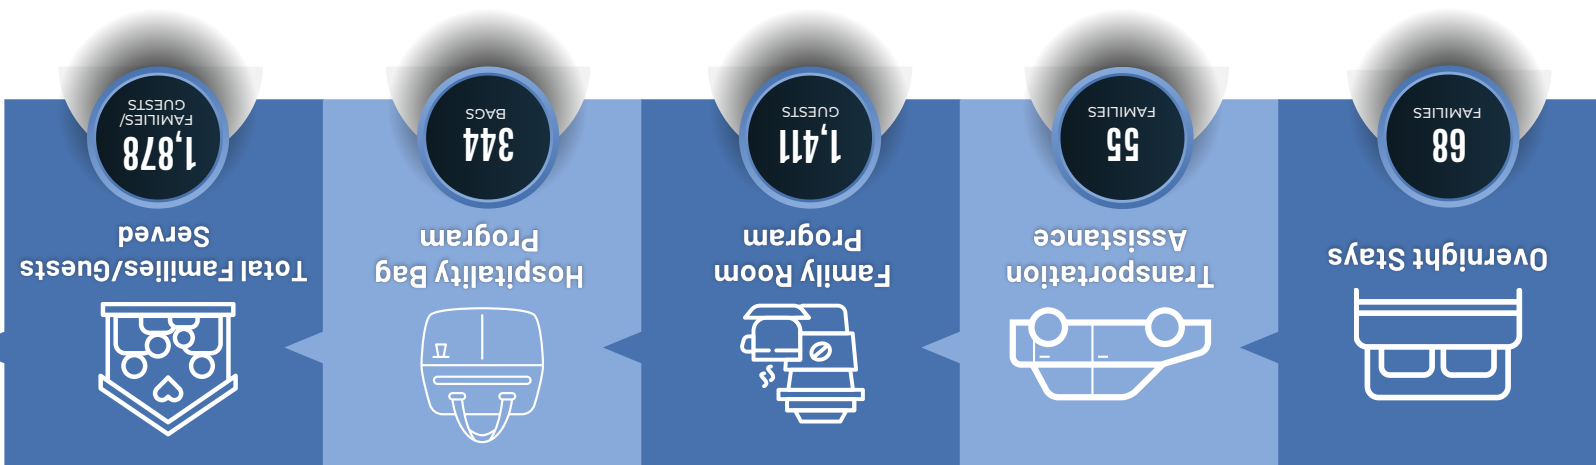 Overnight Stays
68
FAMILIES
Transportation
Assistance
55
FAMILIES
Family Room
Program
1,411
GUESTS
Hospitality Bag
Program
344
BAGS
Total Families/Guests
Served
1,878
FAMILIES/
GUESTS